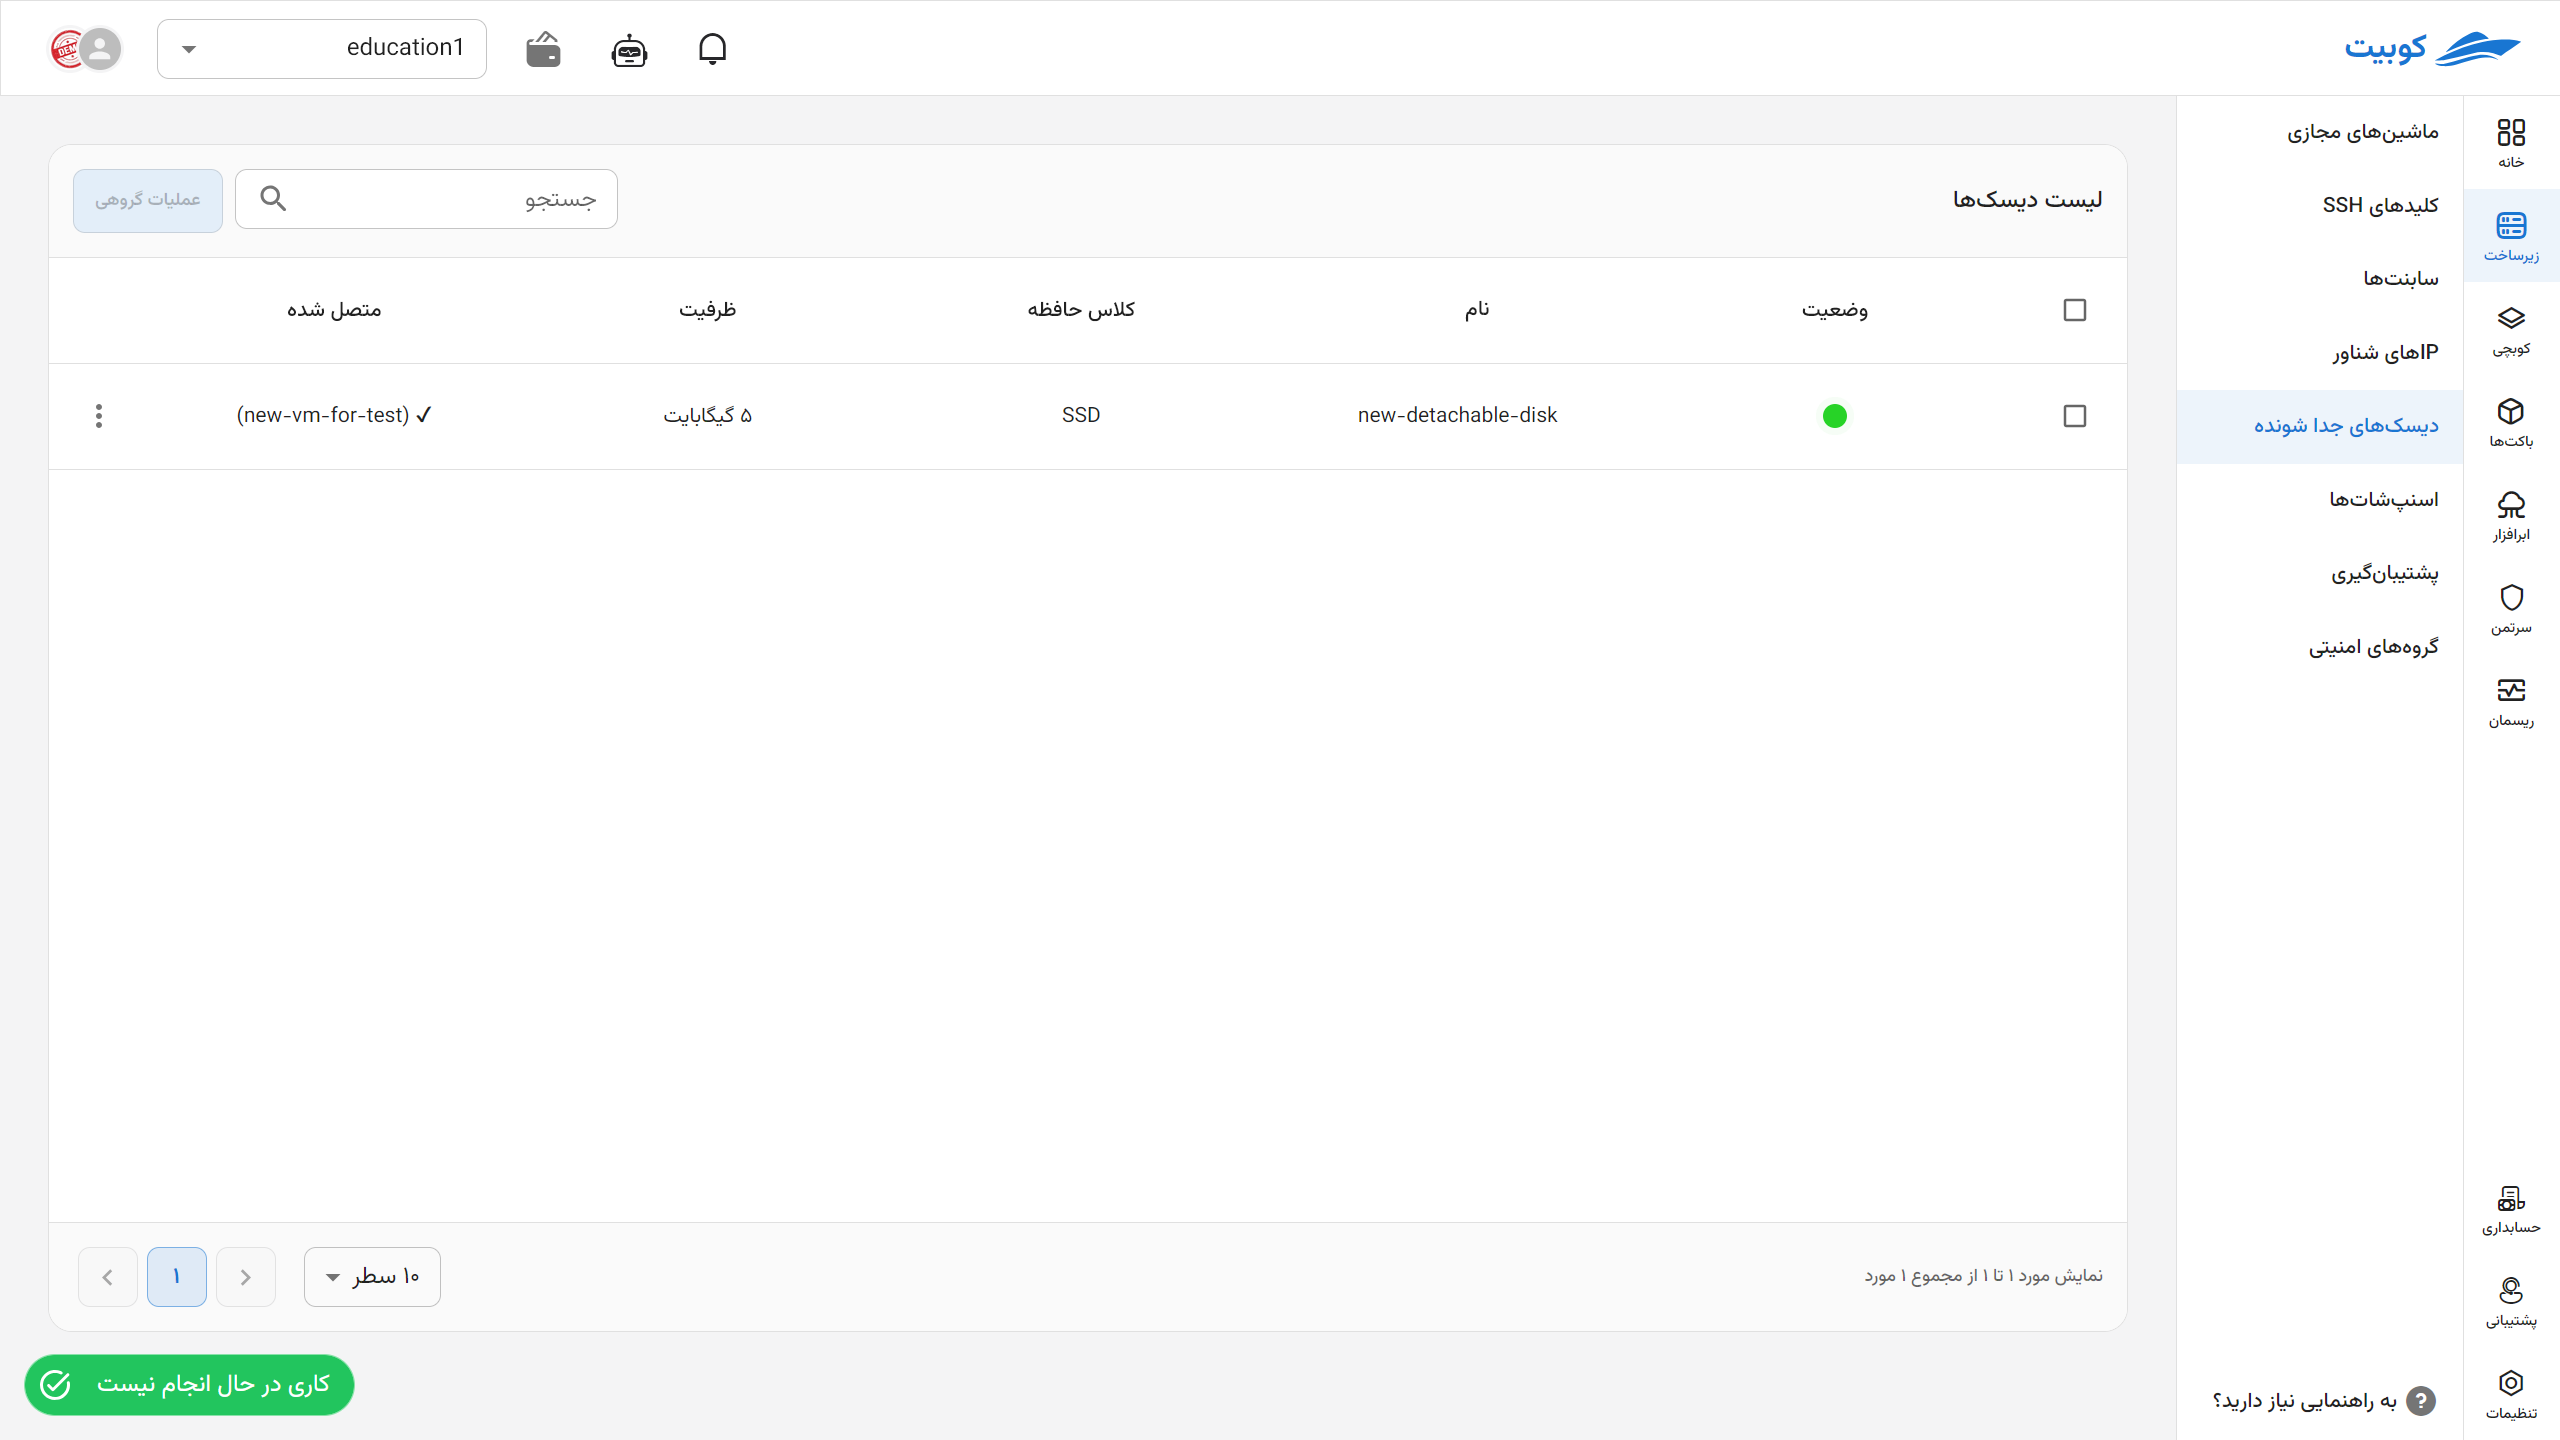 کوبیت
education1
DEMO
خانه
زیرساخت
کوبچی
باکت‌ها
ابرافزار
سرتمن
ریسمان
حسابداری
پشتیبانی
تنظیمات
ماشین‌های مجازی
کلیدهای SSH
سابنت‌ها
IPهای شناور
دیسک‌های جدا شونده
اسنپ‌شات‌ها
پشتیبان‌گیری
گروه‌های امنیتی
به راهنمایی نیاز دارید؟
لیست دیسک‌ها
جستجو
عملیات گروهی
وضعیت نام کلاس حافظه ظرفیت متصل شده
new-detachable-disk SSD ۵ گیگابایت ✓ (new-vm-for-test)
نمایش مورد ۱ تا ۱ از مجموع ۱ مورد
۱۰ سطر
۱
کاری در حال انجام نیست